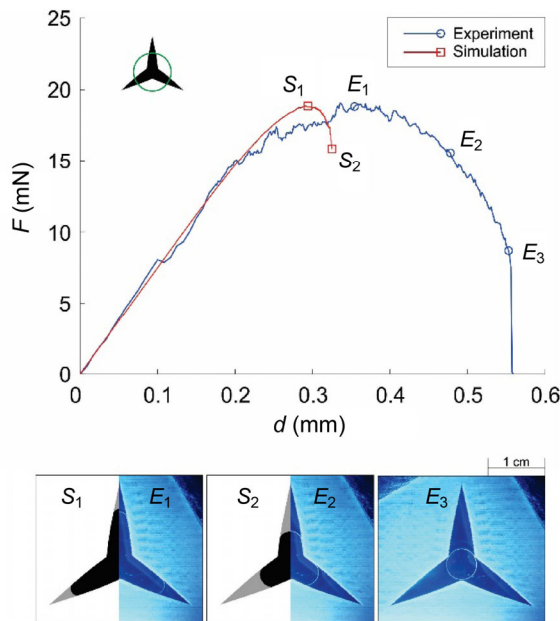 25
20
15
10
5
0
F (mN)
Experiment
Simulation
S1
E1
S2
E2
E3
0
0.1
0.2
0.3
0.4
0.5
0.6
d (mm)
1 cm
S1
E1
S2
E2
E3